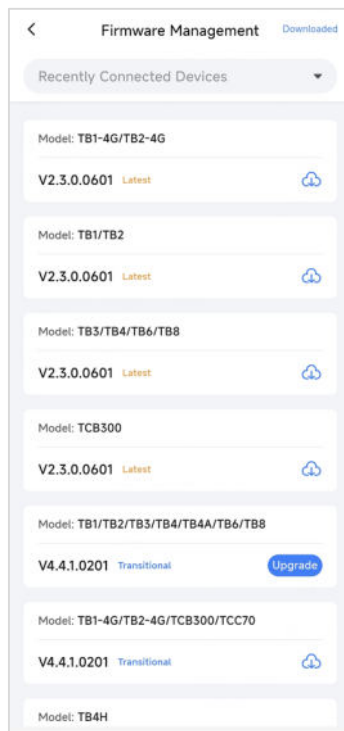 Firmware Management Downloaded
Recently Connected Devices
Model: TB1-4G/TB2-4G
V2.3.0.0601 Latest
Model: TB1/TB2
V2.3.0.0601 Latest
Model: TB3/TB4/TB6/TB8
V2.3.0.0601 Latest
Model: TCB300
V2.3.0.0601 Latest
Model: TB1/TB2/TB3/TB4/TB4A/TB6/TB8
V4.4.1.0201 Transitional Upgrade
Model: TB1-4G/TB2-4G/TCB300/TCC70
V4.4.1.0201 Transitional
Model: TB4H